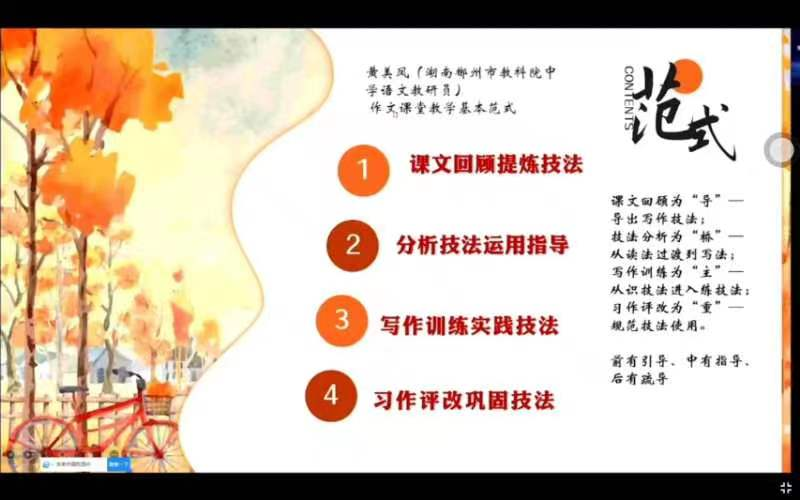 黄美凤（湖南郴州市教科院中
学语文教研员）
作文课堂教学基本范式
范式
CONTENTS
1 课文回顾提炼技法
2 分析技法运用指导
3 写作训练实践技法
4 习作评改巩固技法
课文回顾为“导”—
导出写作技法；
技法分析为“桥”—
从读法过渡到写法；
写作训练为“主”—
从识技法进入练技法；
习作评改为“重”—
规范技法使用。
前有引导、中有指导、
后有疏导